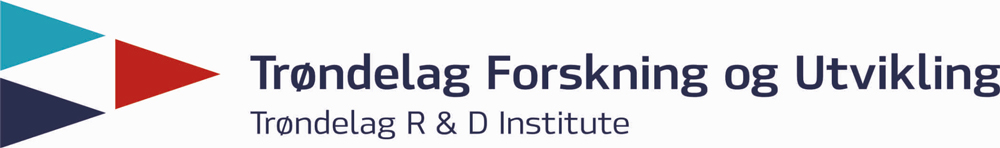 Trøndelag Forskning og Utvikling
Trøndelag R & D Institute